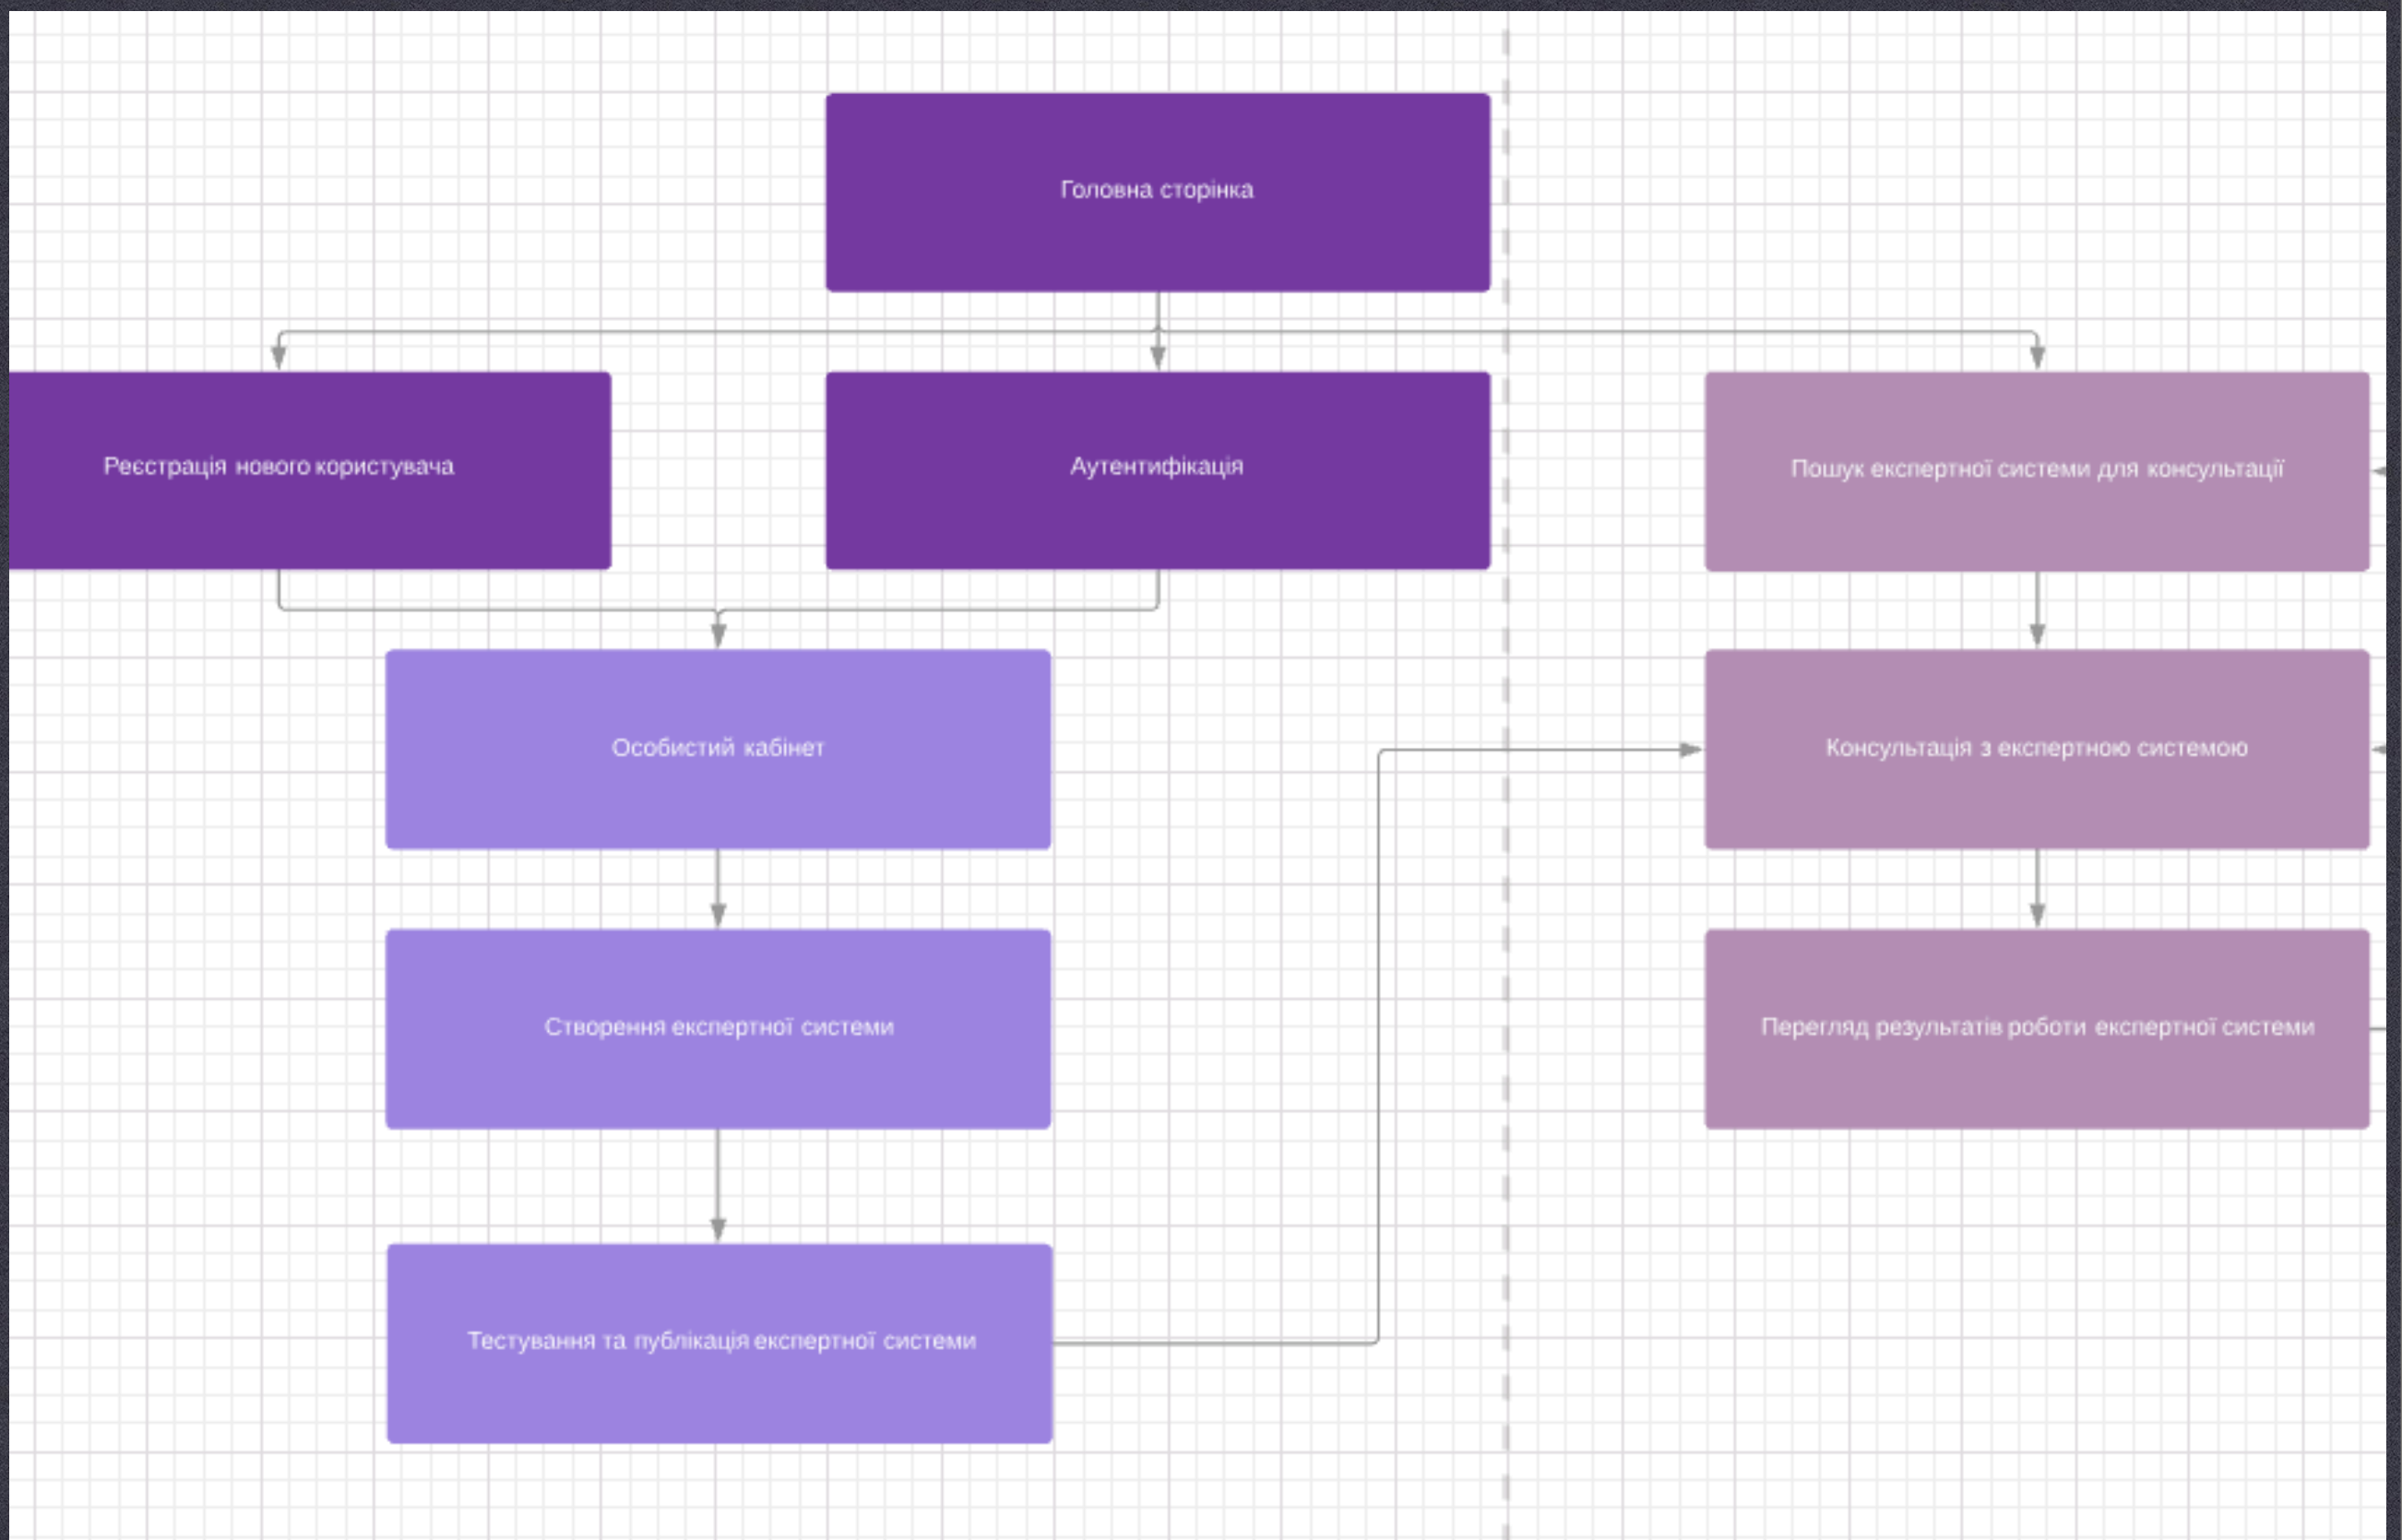 Головна сторінка
Реєстрація нового користувача
Аутентифікація
Пошук експертної системи для консультації
Особистий кабінет
Консультація з експертною системою
Створення експертної системи
Перегляд результатів роботи експертної системи
Тестування та публікація експертної системи